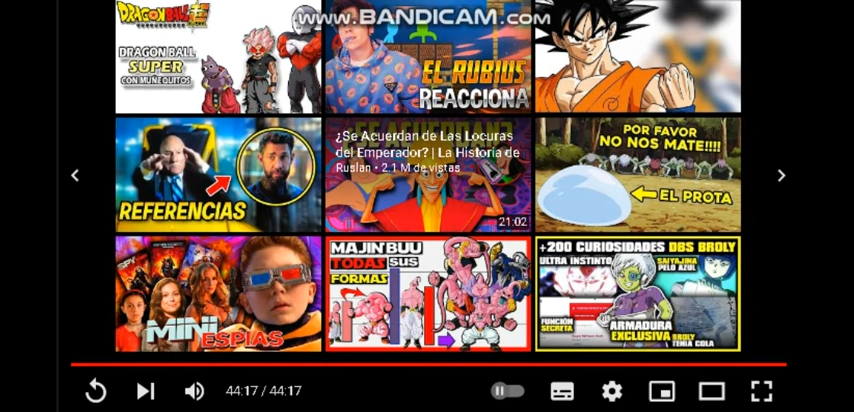 DRAGON BALL
SUPER
www.BANDICAM.com
DRAGON BALL
SUPER
CON MUÑEQUITOS
EL RUBIUS
REACCIONA
REFERENCIAS
¿Se Acuerdan de Las Locuras
del Emperador? | La Historia de
Ruslan • 2.1 M de vistas
21:02
POR FAVOR
NO NOS MATE!!!!
EL PROTA
MINI
ESPIAS
MAJIN BUU
TODAS SUS
FORMAS
+200 CURIOSIDADES DBS BROLY
ULTRA INSTINTO
SAIYAJINA
PELO AZUL
FUNCIÓN
SECRETA
ARMADURA
EXCLUSIVA
BROLY
TENIA COLA
44:17 / 44:17